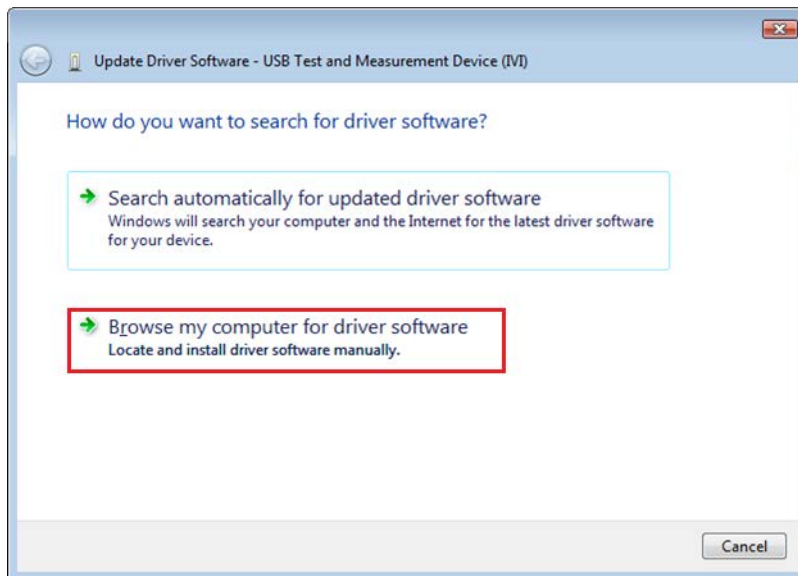 Update Driver Software - USB Test and Measurement Device (IVI)
How do you want to search for driver software?
Search automatically for updated driver software
Windows will search your computer and the Internet for the latest driver software
for your device.
Browse my computer for driver software
Locate and install driver software manually.
Cancel